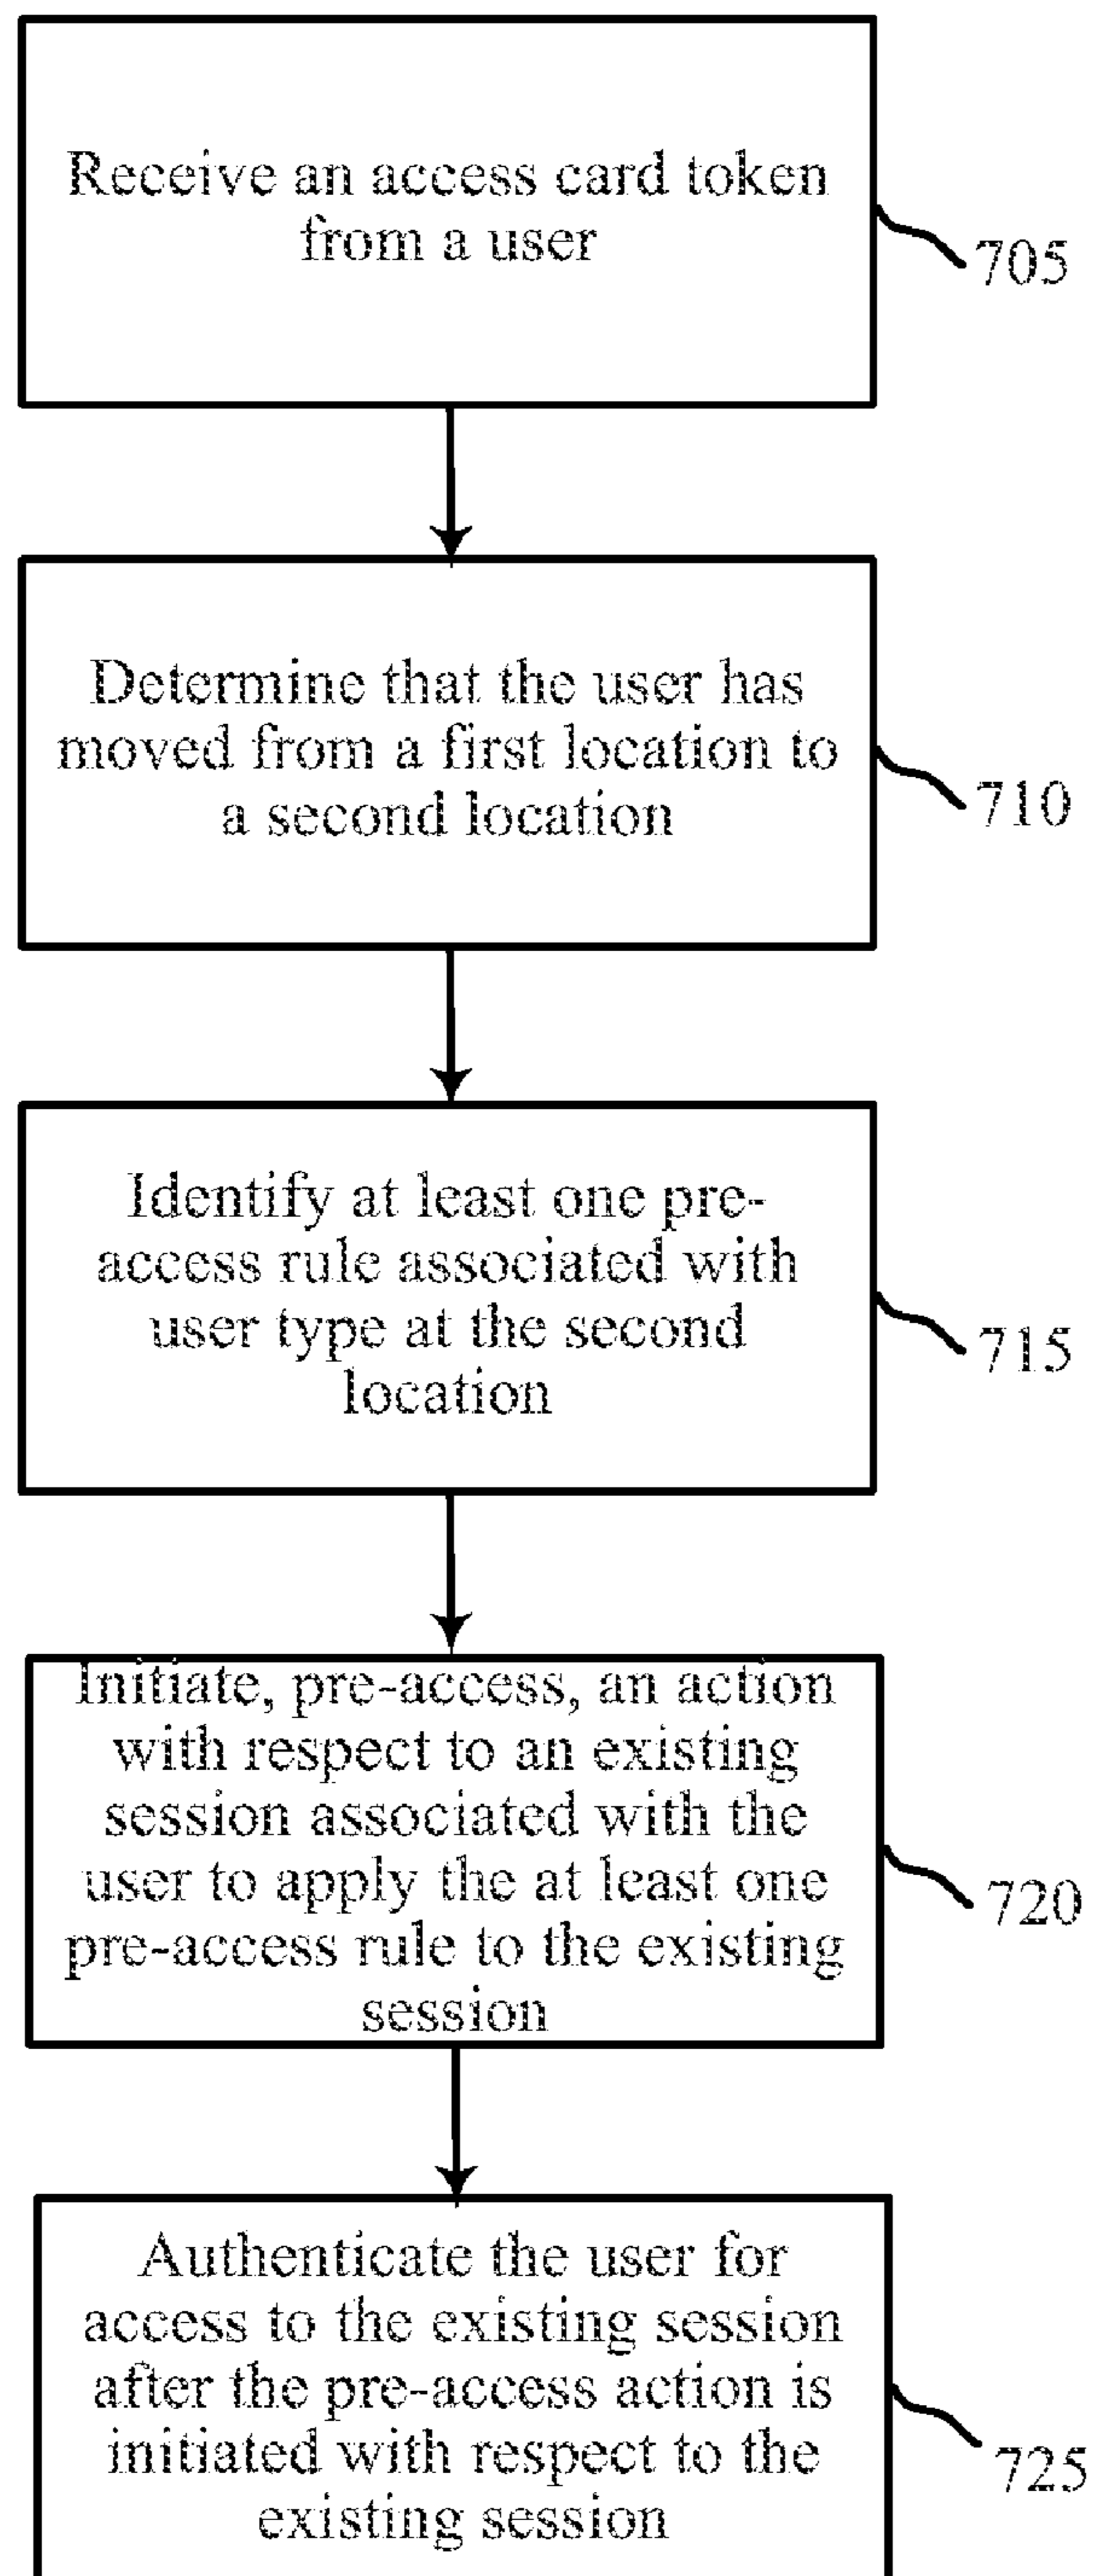 Receive an access card token
from a user
705
Determine that the user has
moved from a first location to
a second location
710
Identify at least one pre-
access rule associated with
user type at the second
location
715
Initiate, pre-access, an action
with respect to an existing
session associated with the
user to apply the at least one
pre-access rule to the existing
session
720
Authenticate the user for
access to the existing session
after the pre-access action is
initiated with respect to the
existing session
725